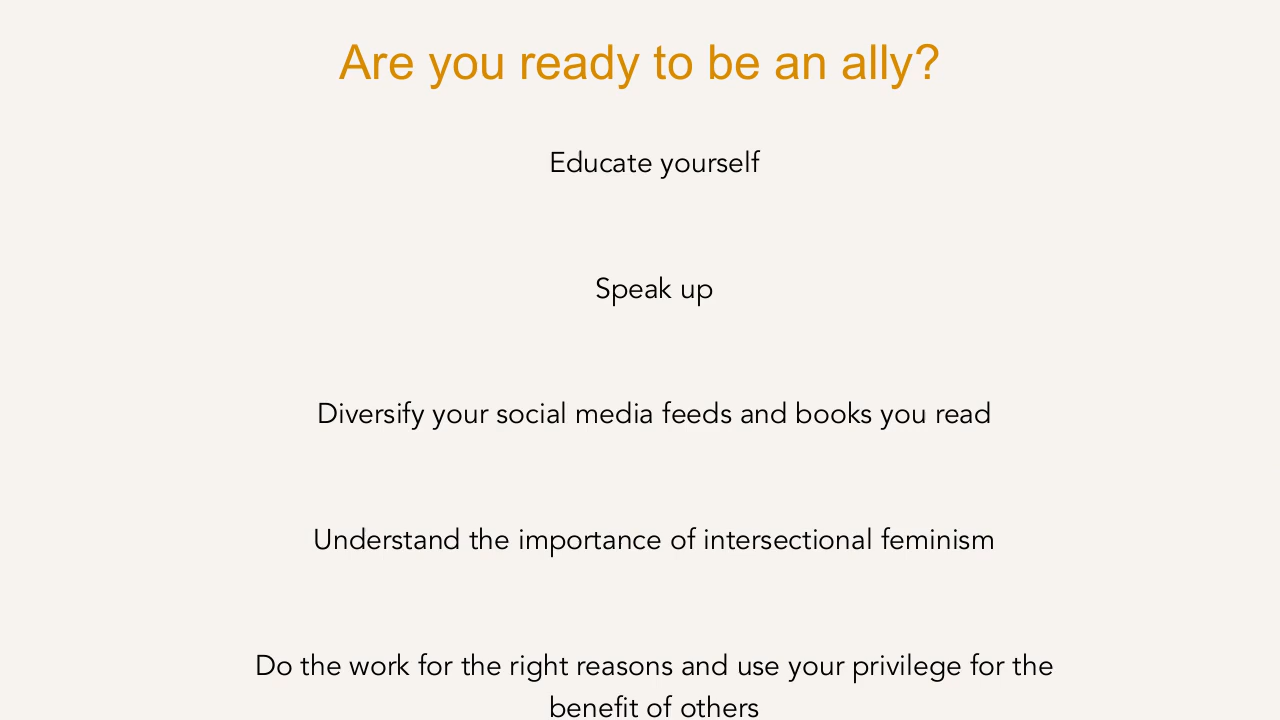 Are you ready to be an ally?
Educate yourself
Speak up
Diversify your social media feeds and books you read
Understand the importance of intersectional feminism
Do the work for the right reasons and use your privilege for the
benefit of others